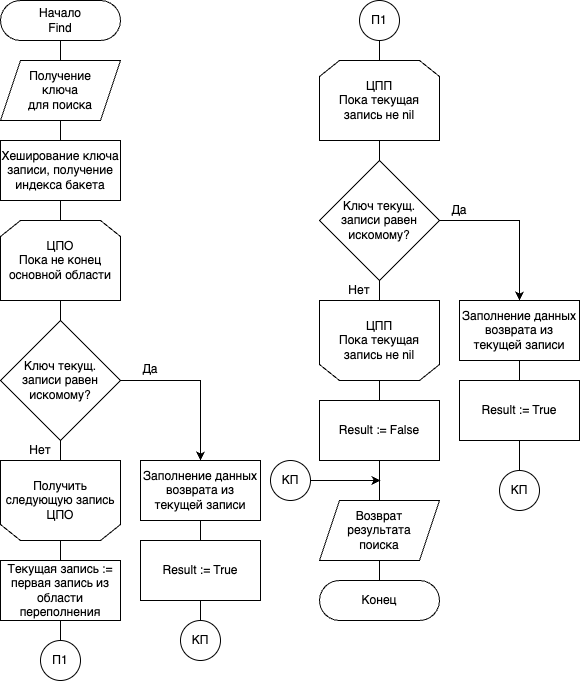 Начало
Find
Получение
ключа
для поиска
Хеширование ключа
записи, получение
индекса бакета
ЦПО
Пока не конец
основной области
Ключ текущ.
записи равен
искомому?
Да
Нет
Получить
следующую запись
ЦПО
Заполнение данных
возврата из
текущей записи
Текущая запись :=
первая запись из
области
переполнения
Result := True
П1
КП
П1
ЦПП
Пока текущая
запись не nil
Ключ текущ.
записи равен
искомому?
Да
Нет
ЦПП
Пока текущая
запись не nil
Заполнение данных
возврата из
текущей записи
Result := False
Result := True
КП
КП
Возврат
результата
поиска
Конец